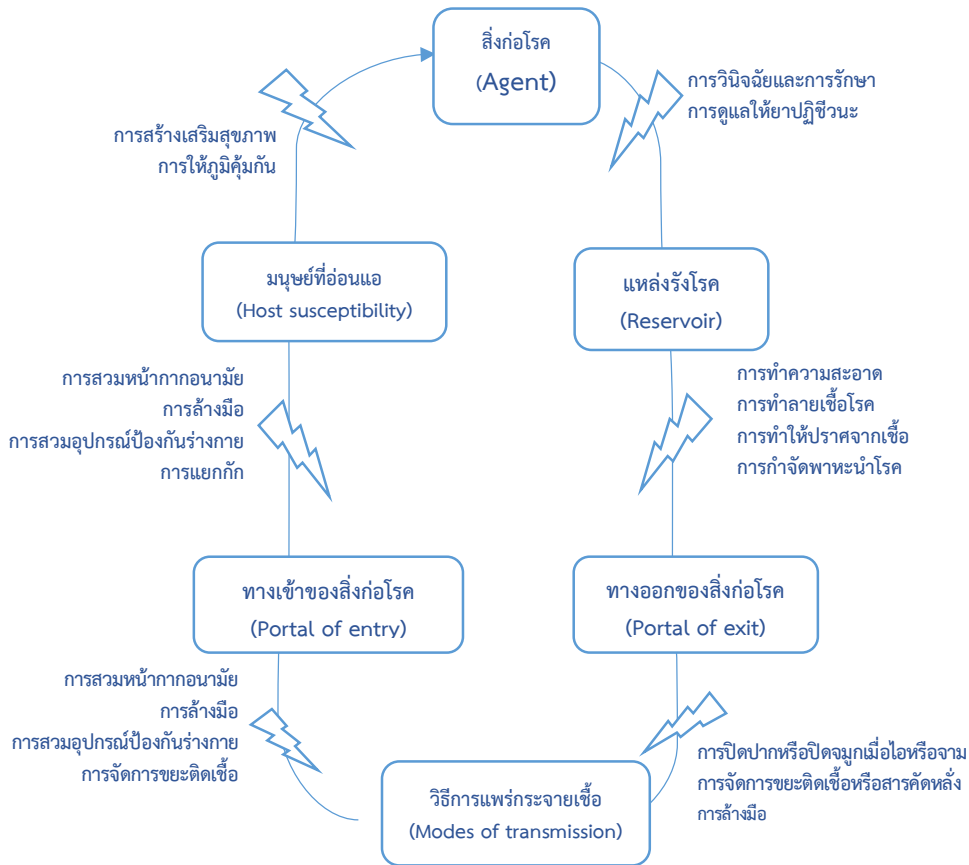 สิ่งก่อโรค
(Agent)
การวินิจฉัยและการรักษา
การดูแลให้ยาปฏิชีวนะ
การสร้างเสริมสุขภาพ
การให้ภูมิคุ้มกัน
มนุษย์ที่อ่อนแอ
(Host susceptibility)
แหล่งรังโรค
(Reservoir)
การสวมหน้ากากอนามัย
การล้างมือ
การสวมอุปกรณ์ป้องกันร่างกาย
การแยกกัก
การทำความสะอาด
การทำลายเชื้อโรค
การทำให้ปราศจากเชื้อ
การกำจัดพาหะนำโรค
ทางเข้าของสิ่งก่อโรค
(Portal of entry)
ทางออกของสิ่งก่อโรค
(Portal of exit)
การสวมหน้ากากอนามัย
การล้างมือ
การสวมอุปกรณ์ป้องกันร่างกาย
การจัดการขยะติดเชื้อ
การปิดปากหรือปิดจมูกเมื่อไอหรือจาม
การจัดการขยะติดเชื้อหรือสารคัดหลั่ง
การล้างมือ
วิธีการแพร่กระจายเชื้อ
(Modes of transmission)